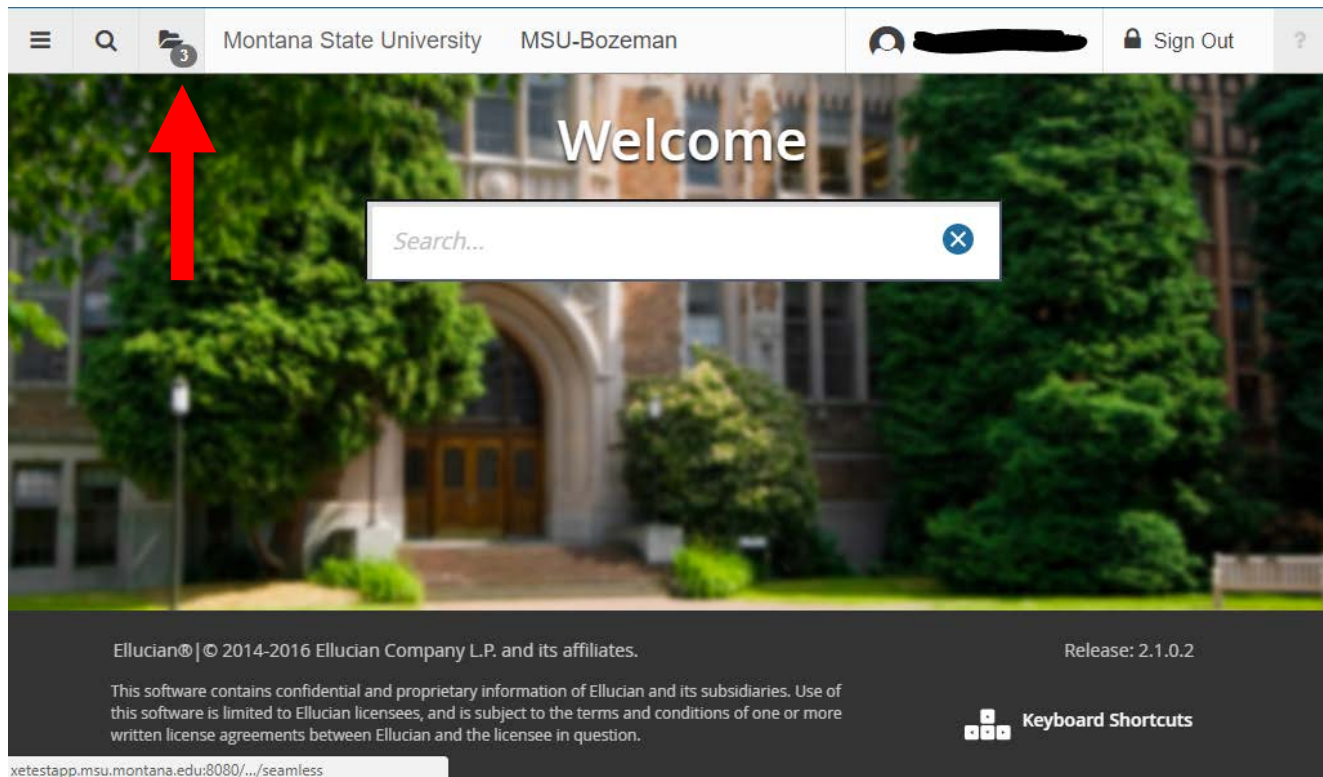 3 Montana State University MSU-Bozeman Sign Out ?
Welcome
Search...
Ellucian®|© 2014-2016 Ellucian Company L.P. and its affiliates.
Release: 2.1.0.2
This software contains confidential and proprietary information of Ellucian and its subsidiaries. Use of
this software is limited to Ellucian licensees, and is subject to the terms and conditions of one or more
written license agreements between Ellucian and the licensee in question.
Keyboard Shortcuts
xetestapp.msu.montana.edu:8080/.../seamless